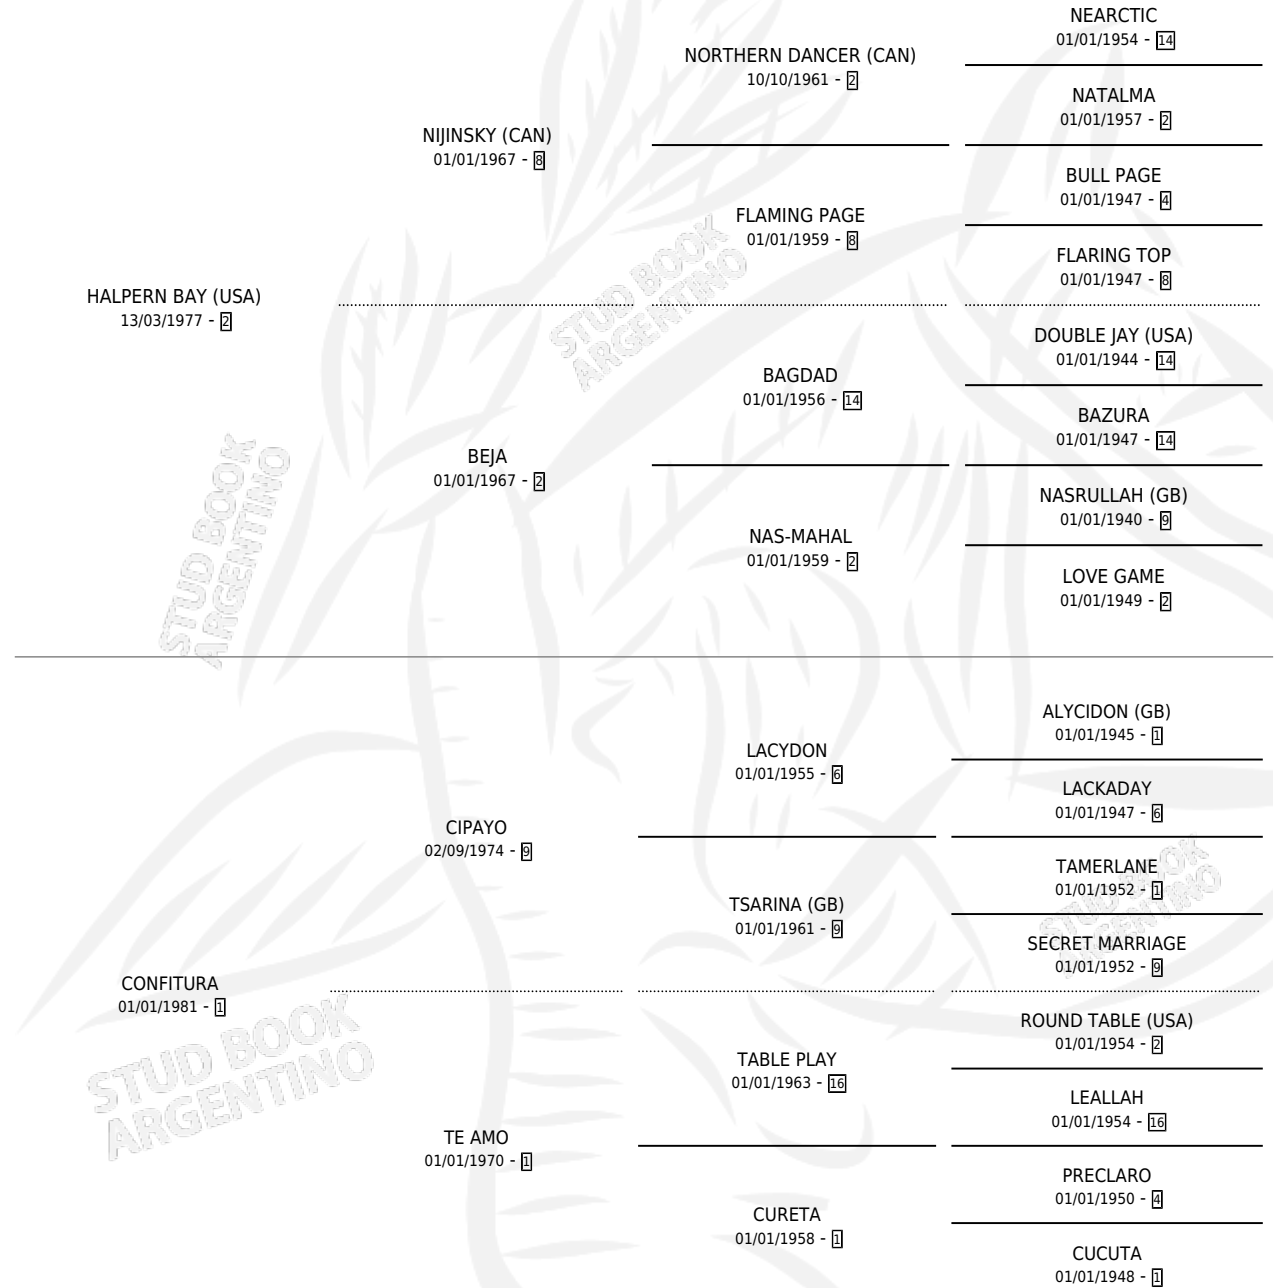 NEARCTIC
01/01/1954 - 14
NORTHERN DANCER (CAN)
10/10/1961 - 2
NATALMA
01/01/1957 - 2
NIJINSKY (CAN)
01/01/1967 - 8
BULL PAGE
01/01/1947 - 4
FLAMING PAGE
01/01/1959 - 8
FLARING TOP
01/01/1947 - 8
HALPERN BAY (USA)
13/03/1977 - 2
DOUBLE JAY (USA)
01/01/1944 - 14
BAGDAD
01/01/1956 - 14
BAZURA
01/01/1947 - 14
BEJA
01/01/1967 - 2
NASRULLAH (GB)
01/01/1940 - 9
NAS-MAHAL
01/01/1959 - 2
LOVE GAME
01/01/1949 - 2
ALYCIDON (GB)
01/01/1945 - 1
LACYDON
01/01/1955 - 6
LACKADAY
01/01/1947 - 6
CIPAYO
02/09/1974 - 9
TAMERLANE
01/01/1952 - 1
TSARINA (GB)
01/01/1961 - 9
SECRET MARRIAGE
01/01/1952 - 9
CONFITURA
01/01/1981 - 1
ROUND TABLE (USA)
01/01/1954 - 2
TABLE PLAY
01/01/1963 - 16
LEALLAH
01/01/1954 - 16
TE AMO
01/01/1970 - 1
PRECLARO
01/01/1950 - 4
CURETA
01/01/1958 - 1
CUCUTA
01/01/1948 - 1
STUD BOOK
ARGENTINO
STUD BOOK
ARGENTINO
STUD BOOK
ARGENTINO
STUD BOOK
ARGENTINO